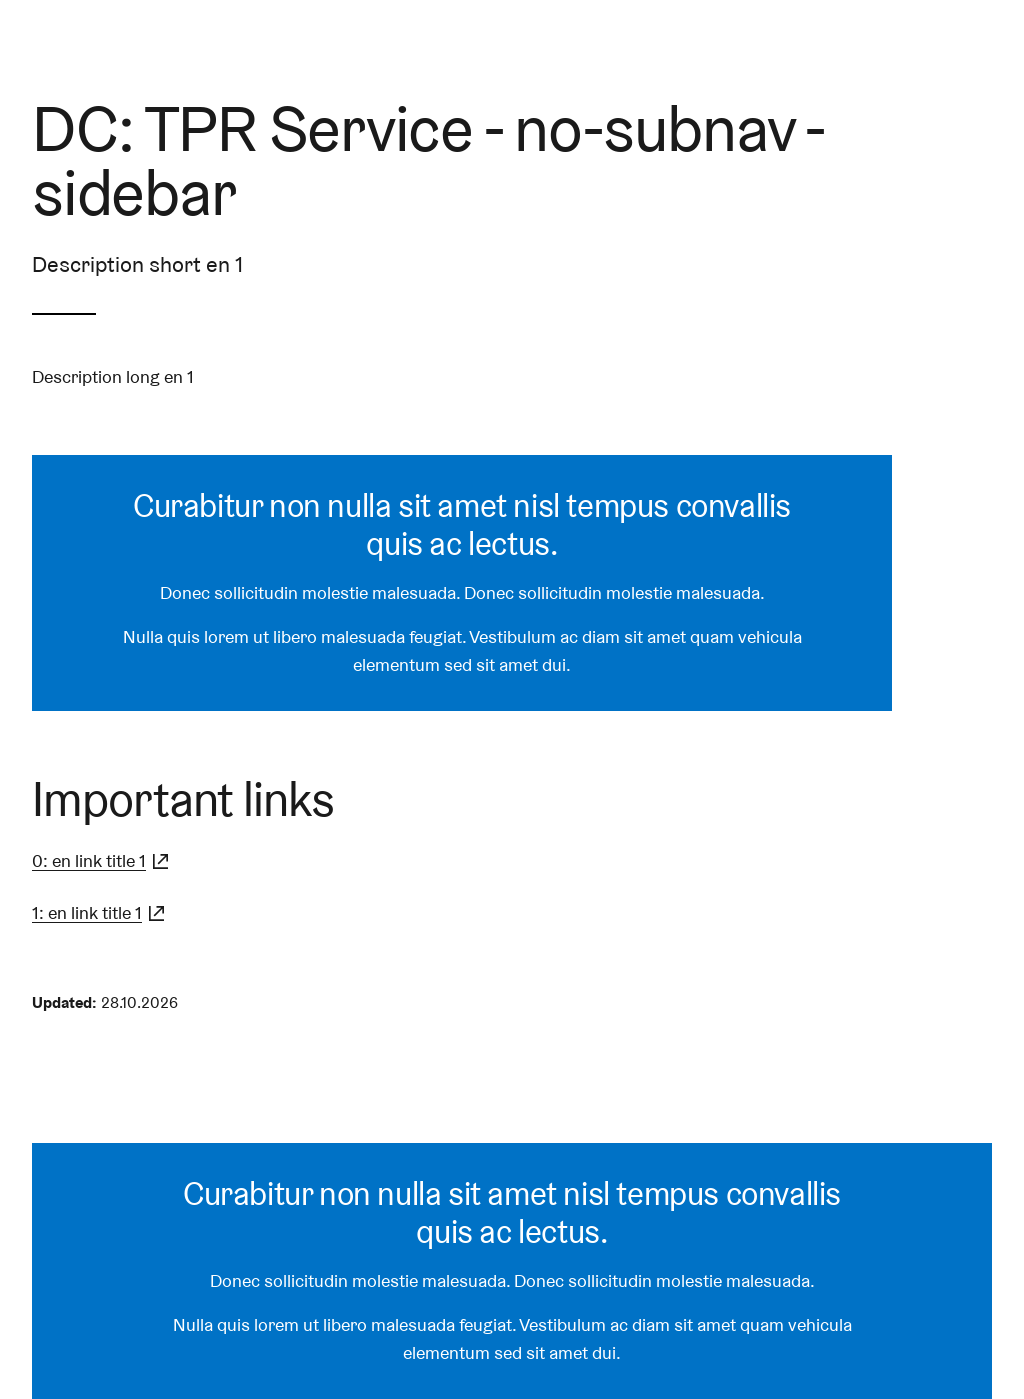 DC: TPR Service - no-subnav -
sidebar
Description short en 1
Description long en 1
Curabitur non nulla sit amet nisl tempus convallis
quis ac lectus.
Donec sollicitudin molestie malesuada. Donec sollicitudin molestie malesuada.
Nulla quis lorem ut libero malesuada feugiat. Vestibulum ac diam sit amet quam vehicula
elementum sed sit amet dui.
Important links
0: en link title 1
1: en link title 1
Updated: 28.10.2026
Curabitur non nulla sit amet nisl tempus convallis
quis ac lectus.
Donec sollicitudin molestie malesuada. Donec sollicitudin molestie malesuada.
Nulla quis lorem ut libero malesuada feugiat. Vestibulum ac diam sit amet quam vehicula
elementum sed sit amet dui.